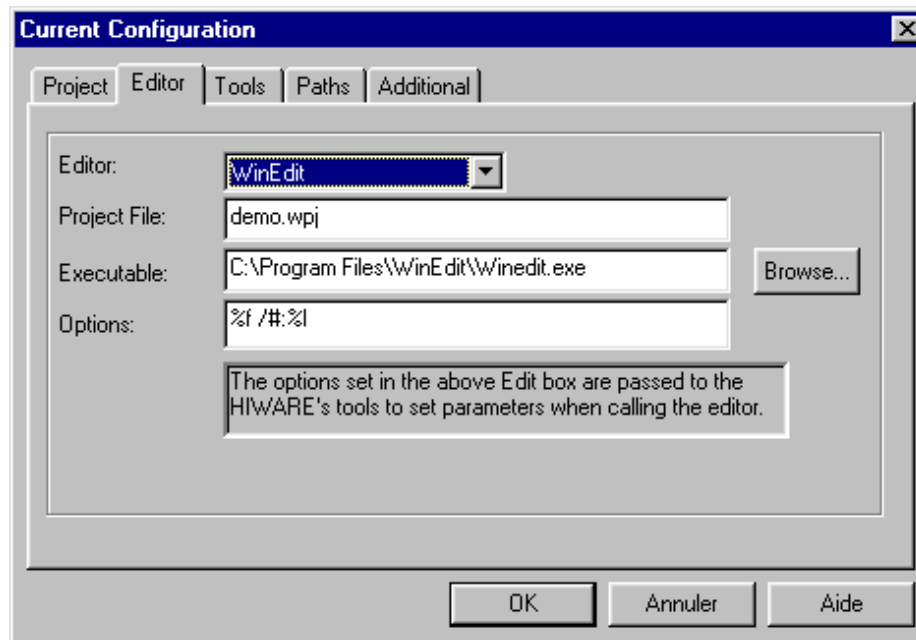 Current Configuration
Project Editor Tools Paths Additional
Editor: WinEdit
Project File: demo.wpj
Executable: C:\Program Files\WinEdit\Winedit.exe Browse...
Options: %f /#:%l
The options set in the above Edit box are passed to the
HIWARE's tools to set parameters when calling the editor.
OK Annuler Aide